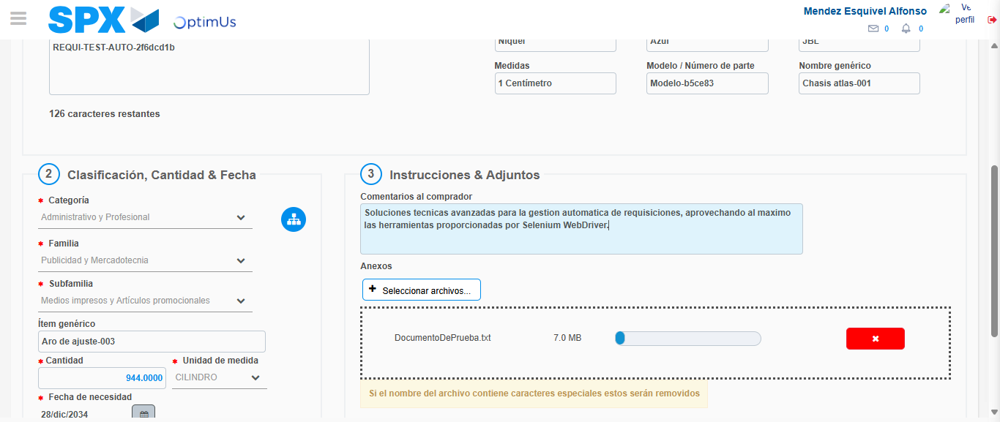 SPX
OptimUs
Mendez Esquivel Alfonso
Ve
perfil
0
0
REQUI-TEST-AUTO-2f6dcd1b
Niquel
Azul
JBL
Medidas
Modelo / Número de parte
Nombre genérico
1 Centímetro
Modelo-b5ce83
Chasis atlas-001
126 caracteres restantes
2 Clasificación, Cantidad & Fecha
* Categoría
Administrativo y Profesional
* Familia
Publicidad y Mercadotecnia
* Subfamilia
Medios impresos y Artículos promocionales
Ítem genérico
Aro de ajuste-003
* Cantidad
* Unidad de medida
944.0000
CILINDRO
* Fecha de necesidad
28/dic/2034
3 Instrucciones & Adjuntos
Comentarios al comprador
Soluciones tecnicas avanzadas para la gestion automatica de requisiciones, aprovechando al maximo
las herramientas proporcionadas por Selenium WebDriver.
Anexos
+ Seleccionar archivos...
DocumentoDePrueba.txt
7.0 MB
Si el nombre del archivo contiene caracteres especiales estos serán removidos